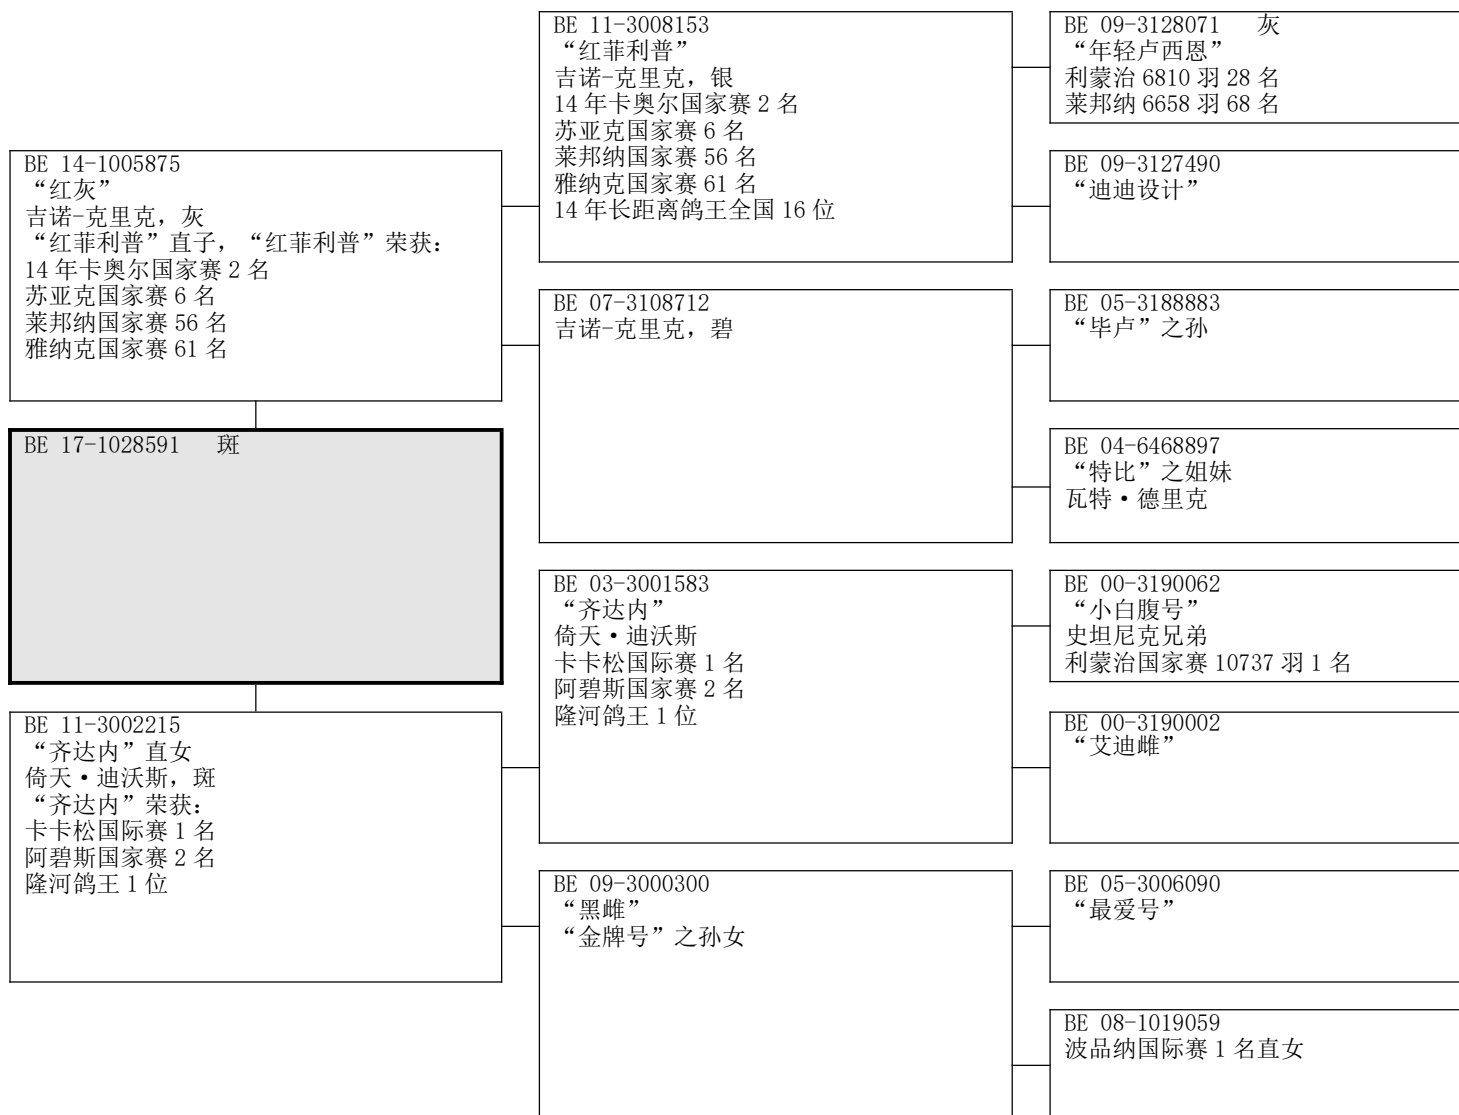 BE 14-1005875
“红灰”
吉诺-克里克，灰
“红菲利普”直子，“红菲利普”荣获：
14 年卡奥尔国家赛 2 名
苏亚克国家赛 6 名
莱邦纳国家赛 56 名
雅纳克国家赛 61 名
BE 17-1028591 斑
BE 11-3002215
“齐达内”直女
倚天•迪沃斯，斑
“齐达内”荣获：
卡卡松国际赛 1 名
阿碧斯国家赛 2 名
隆河鸽王 1 位
BE 11-3008153
“红菲利普”
吉诺-克里克，银
14 年卡奥尔国家赛 2 名
苏亚克国家赛 6 名
莱邦纳国家赛 56 名
雅纳克国家赛 61 名
14 年长距离鸽王全国 16 位
BE 07-3108712
吉诺-克里克，碧
BE 03-3001583
“齐达内”
倚天•迪沃斯
卡卡松国际赛 1 名
阿碧斯国家赛 2 名
隆河鸽王 1 位
BE 09-3000300
“黑雌”
“金牌号”之孙女
BE 09-3128071 灰
“年轻卢西恩”
利蒙治 6810 羽 28 名
莱邦纳 6658 羽 68 名
BE 09-3127490
“迪迪设计”
BE 05-3188883
“毕卢”之孙
BE 04-6468897
“特比”之姐妹
瓦特•德里克
BE 00-3190062
“小白腹号”
史坦尼克兄弟
利蒙治国家赛 10737 羽 1 名
BE 00-3190002
“艾迪雌”
BE 05-3006090
“最爱号”
BE 08-1019059
波品纳国际赛 1 名直女